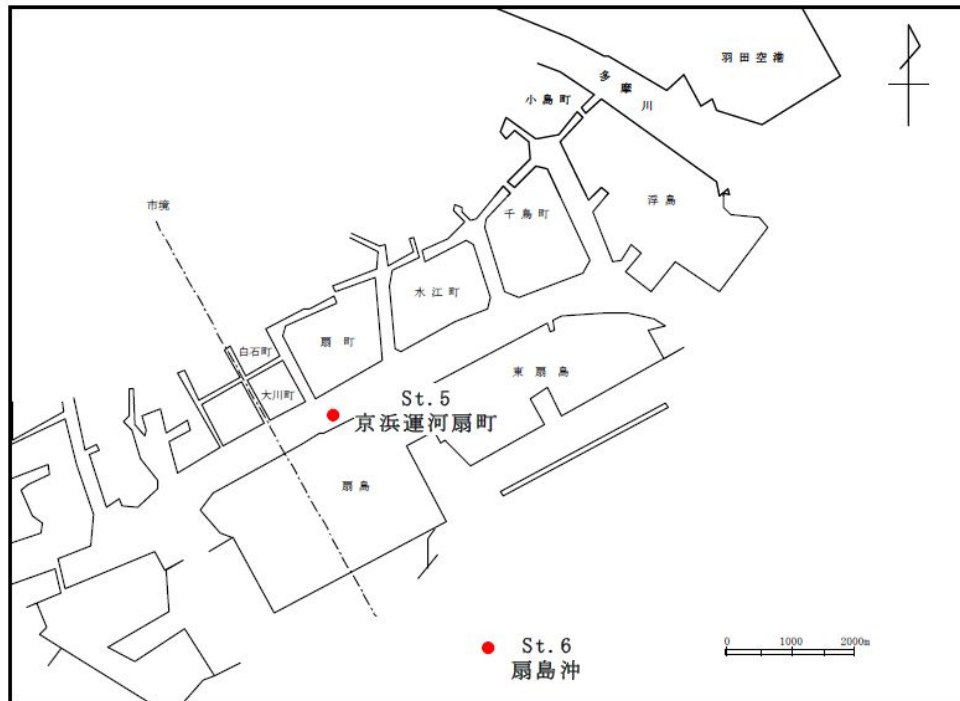 羽田空港
多摩川
小島町
浮島
千鳥町
市境
水江町
扇町
白石町
大川町
東扇島
St.5
京浜運河扇町
扇島
St.6
扇島沖
0 1000 2000m